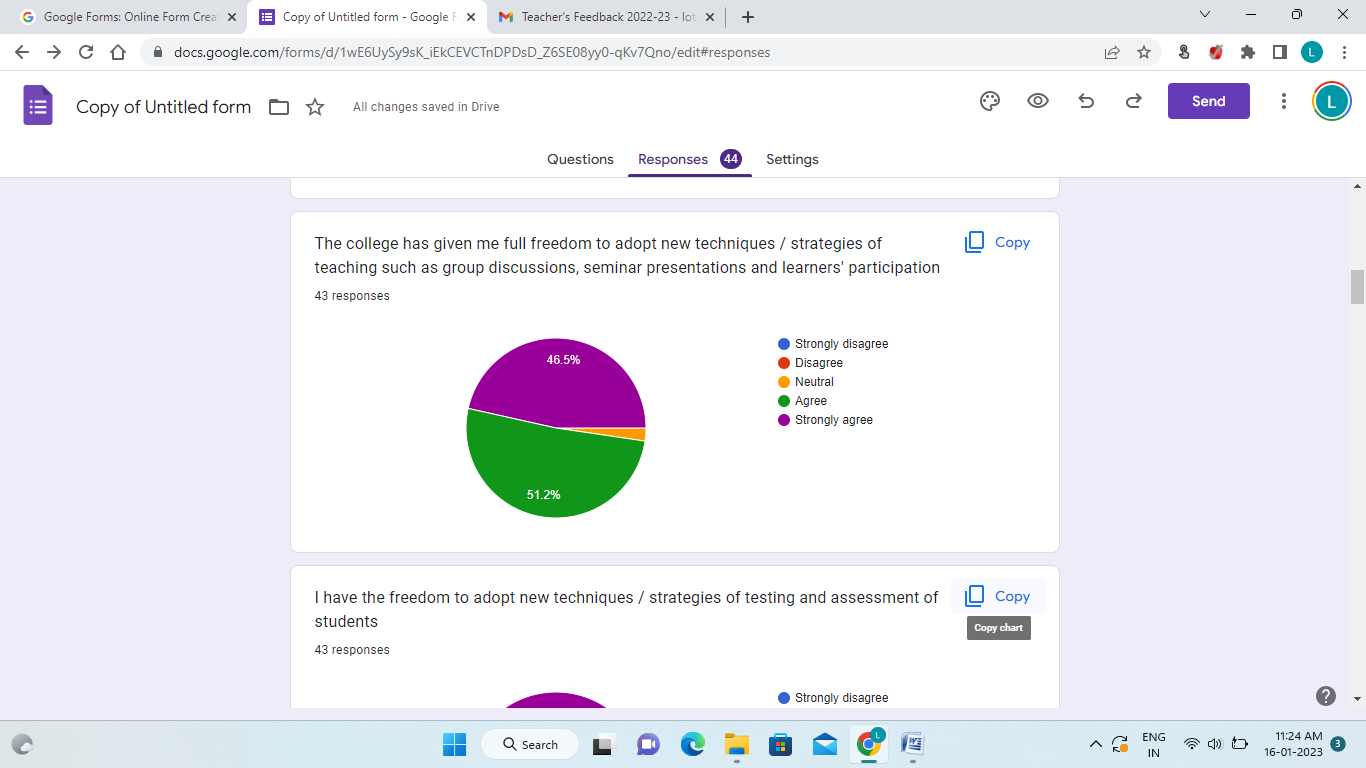 Google Forms: Online Form Crea
Copy of Untitled form - Google F
Teacher's Feedback 2022-23 - lot
docs.google.com/forms/d/1wE6UySy9sK_iEkCEVCTnDPDsD_Z6SE08yy0-qKv7Qno/edit#responses
L
Copy of Untitled form
All changes saved in Drive
Send
L
Questions
Responses 44
Settings
The college has given me full freedom to adopt new techniques / strategies of
teaching such as group discussions, seminar presentations and learners' participation
Copy
43 responses
46.5%
51.2%
Strongly disagree
Disagree
Neutral
Agree
Strongly agree
I have the freedom to adopt new techniques / strategies of testing and assessment of
students
Copy
Copy chart
43 responses
Strongly disagree
Search
L
ENG
IN
11:24 AM
16-01-2023
3